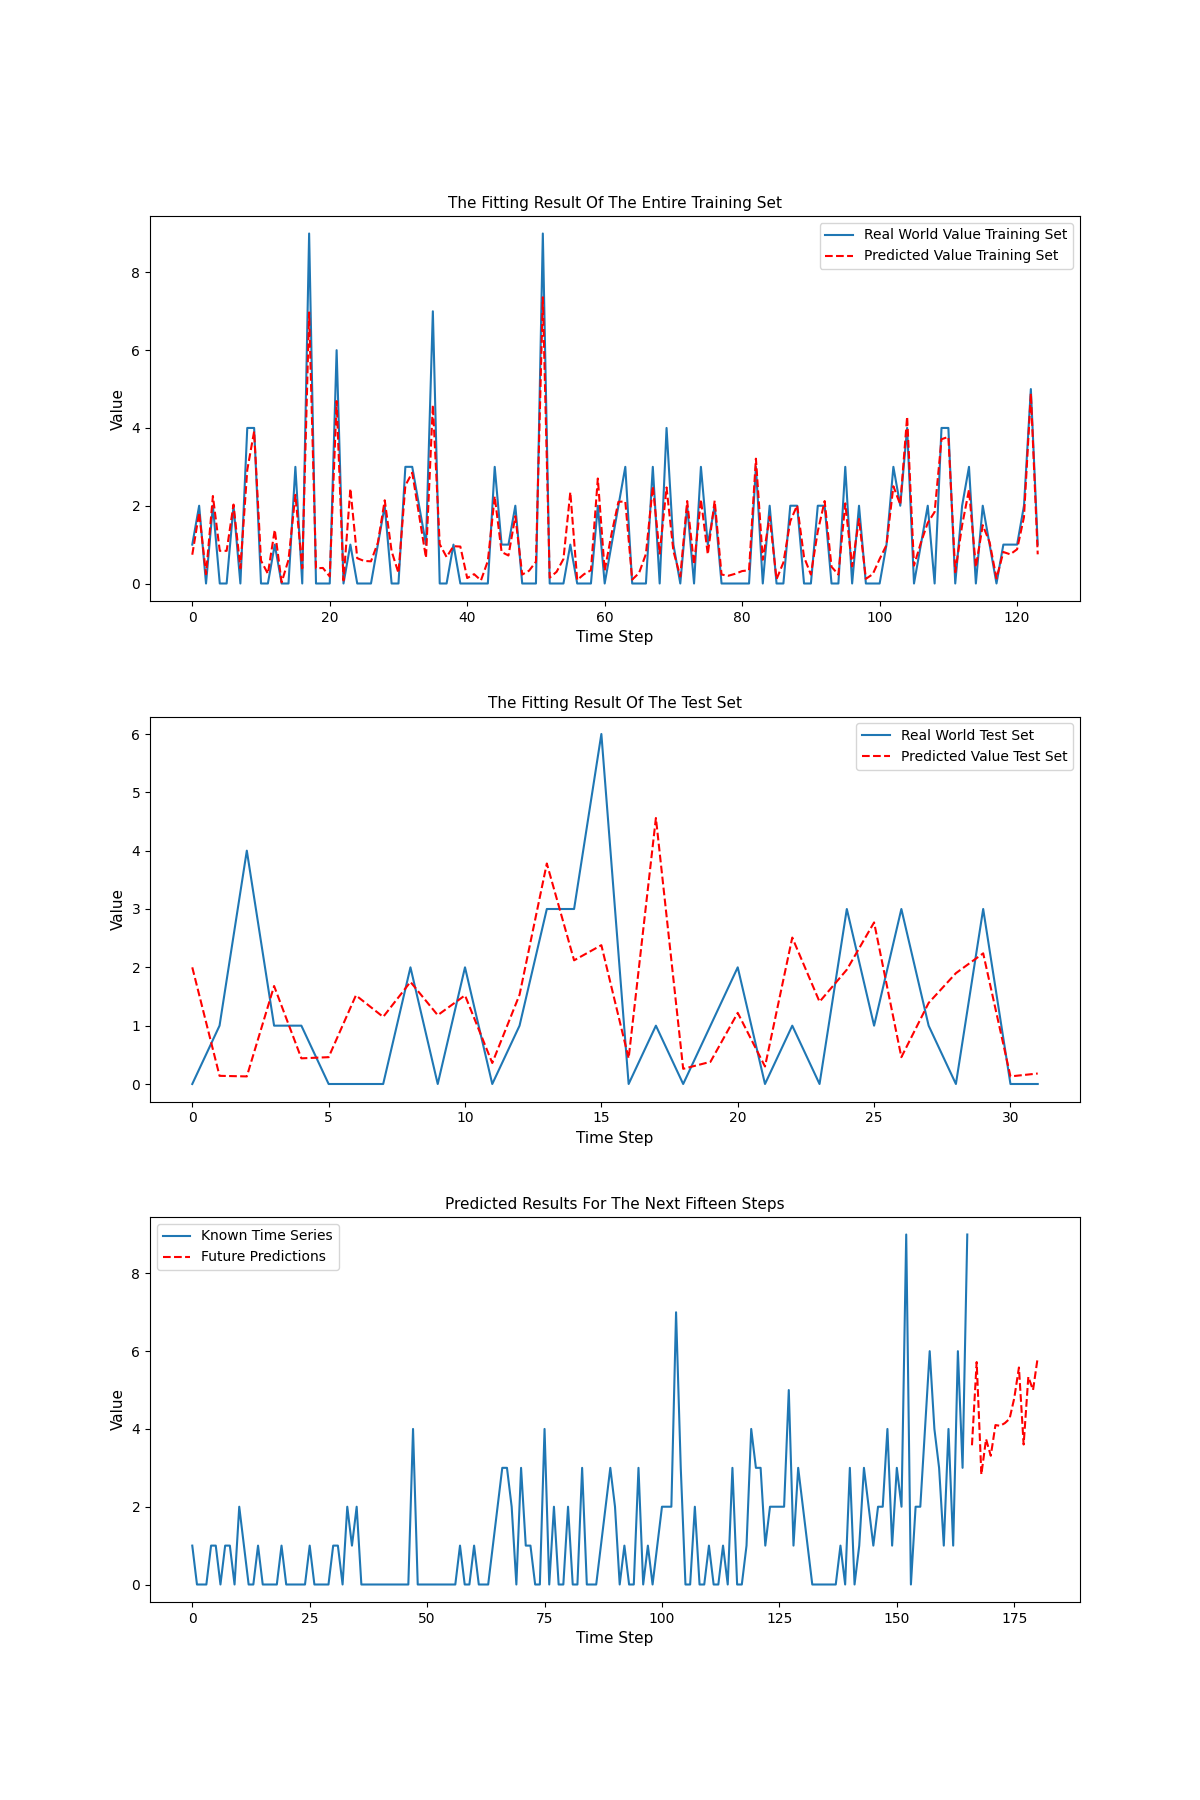 The Fitting Result Of The Entire Training Set
Real World Value Training Set
Predicted Value Training Set
Value
8
6
4
2
0
0 20 40 60 80 100 120
Time Step
The Fitting Result Of The Test Set
Real World Test Set
Predicted Value Test Set
Value
6
5
4
3
2
1
0
0 5 10 15 20 25 30
Time Step
Predicted Results For The Next Fifteen Steps
Known Time Series
Future Predictions
Value
8
6
4
2
0
0 25 50 75 100 125 150 175
Time Step